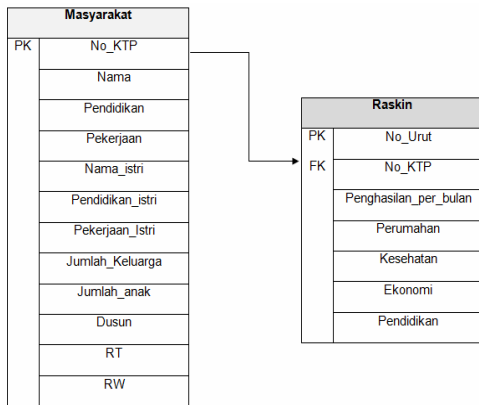 Masyarakat
PK No_KTP
Nama
Pendidikan
Pekerjaan
Nama_istri
Pendidikan_istri
Pekerjaan_Istri
Jumlah_Keluarga
Jumlah_anak
Dusun
RT
RW
Raskin
PK No_Urut
FK No_KTP
Penghasilan_per_bulan
Perumahan
Kesehatan
Ekonomi
Pendidikan